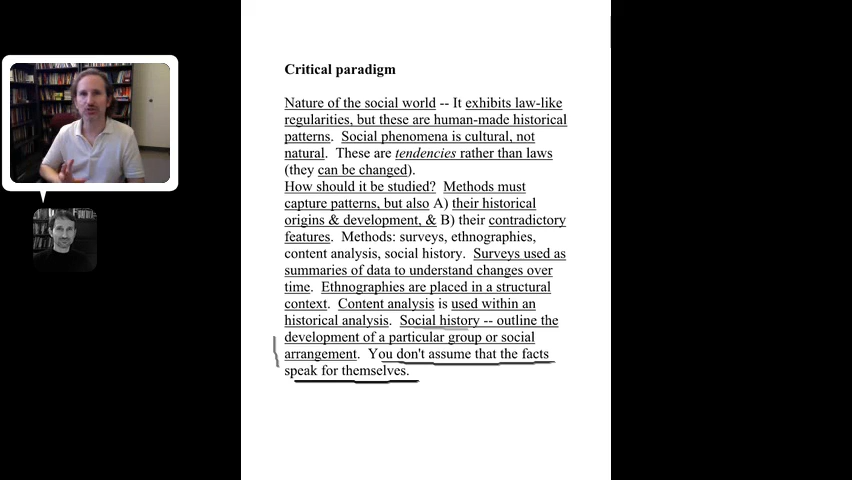 Critical paradigm
Nature of the social world -- It exhibits law-like
regularities, but these are human-made historical
patterns. Social phenomena is cultural, not
natural. These are tendencies rather than laws
(they can be changed).
How should it be studied? Methods must
capture patterns, but also A) their historical
origins & development, & B) their contradictory
features. Methods: surveys, ethnographies,
content analysis, social history. Surveys used as
summaries of data to understand changes over
time. Ethnographies are placed in a structural
context. Content analysis is used within an
historical analysis. Social history -- outline the
development of a particular group or social
arrangement. You don't assume that the facts
speak for themselves.